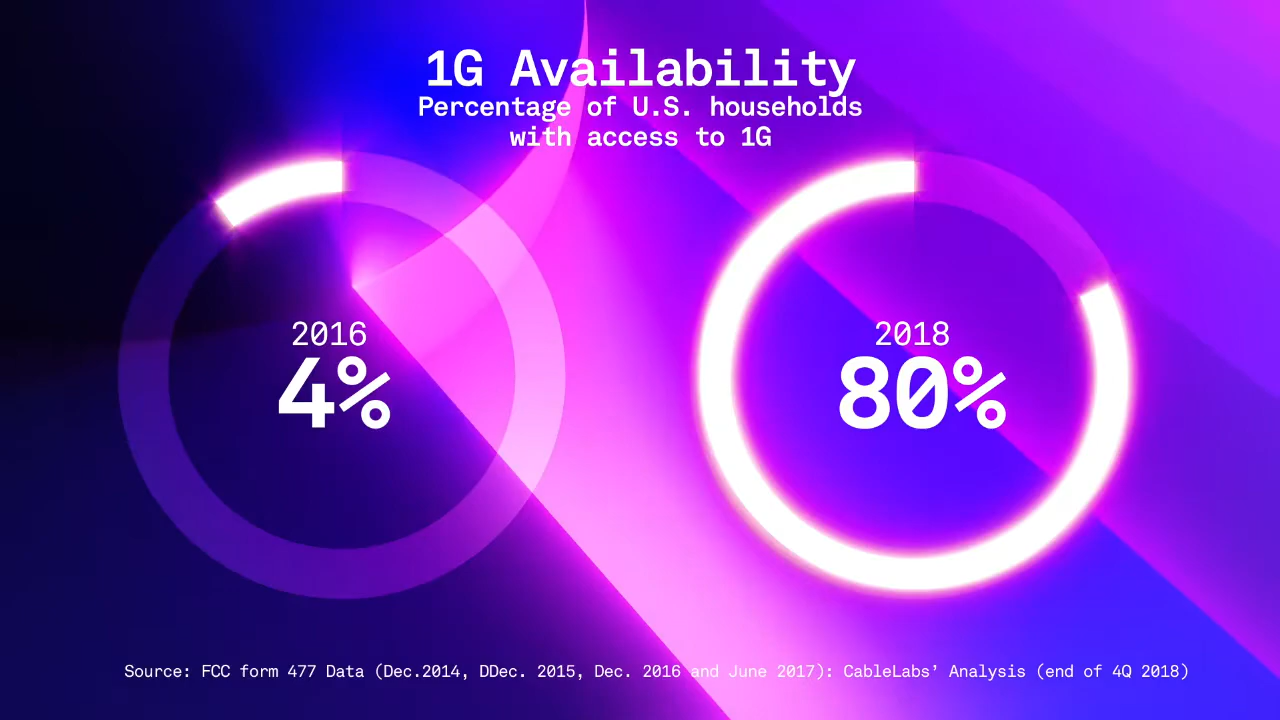 1G Availability
Percentage of U.S. households
with access to 1G
2016
4%
2018
80%
Source: FCC form 477 Data (Dec.2014, DDec. 2015, Dec. 2016 and June 2017): CableLabs’ Analysis (end of 4Q 2018)